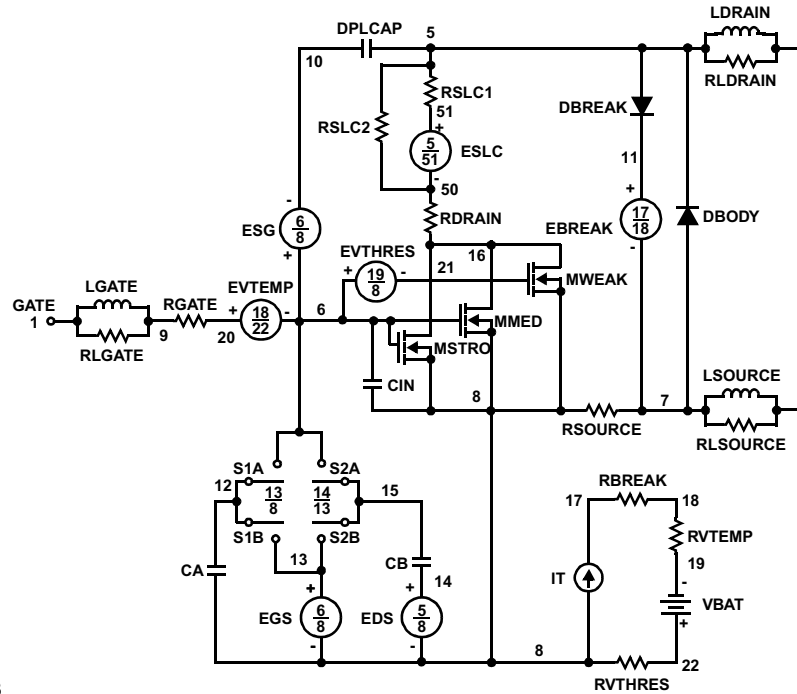 LDRAIN
DPLCAP
5
10
RLDRAIN
RSLC1
51
+
RSLC2
5
51
ESLC
-
50
DBREAK
11
+
17
18
EBREAK
-
DBODY
-
6
8
ESG
+
RDRAIN
16
EVTHRES
+
19
8
-
21
MWEAK
LGATE
GATE
1
RLGATE
9
RGATE
20
EVTEMP
+
18
22
-
6
MMED
MSTRO
CIN
8
RSOURCE
7
LSOURCE
RLSOURCE
S1A
S2A
12
13
8
14
13
15
S1B
S2B
13
CA
CB
14
+
EGS
6
8
-
+
EDS
5
8
-
RBREAK
17
18
RVTEMP
19
IT
-
VBAT
+
8
22
RVTHRES